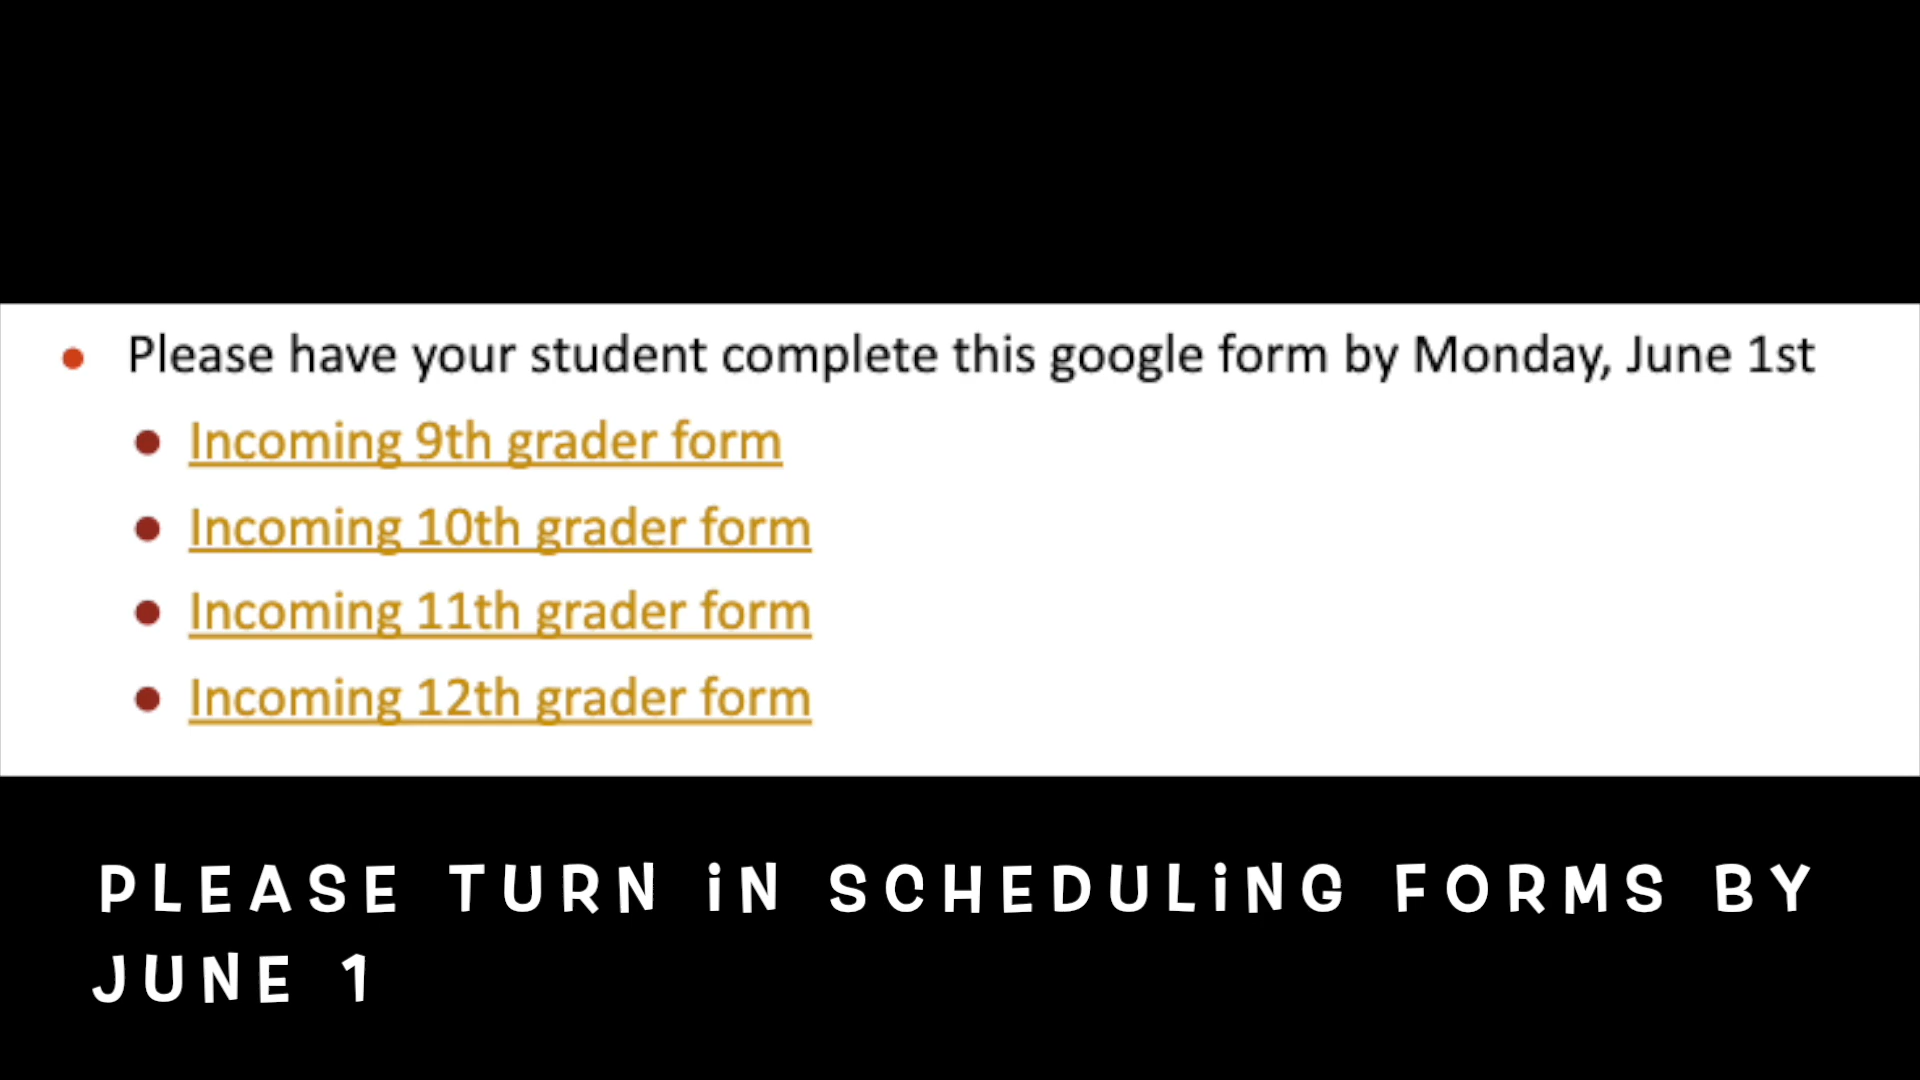 Please have your student complete this google form by Monday, June 1st
Incoming 9th grader form
Incoming 10th grader form
Incoming 11th grader form
Incoming 12th grader form
PLEASE TURN iN SCHEDULiNG FORMS BY
JUNE 1